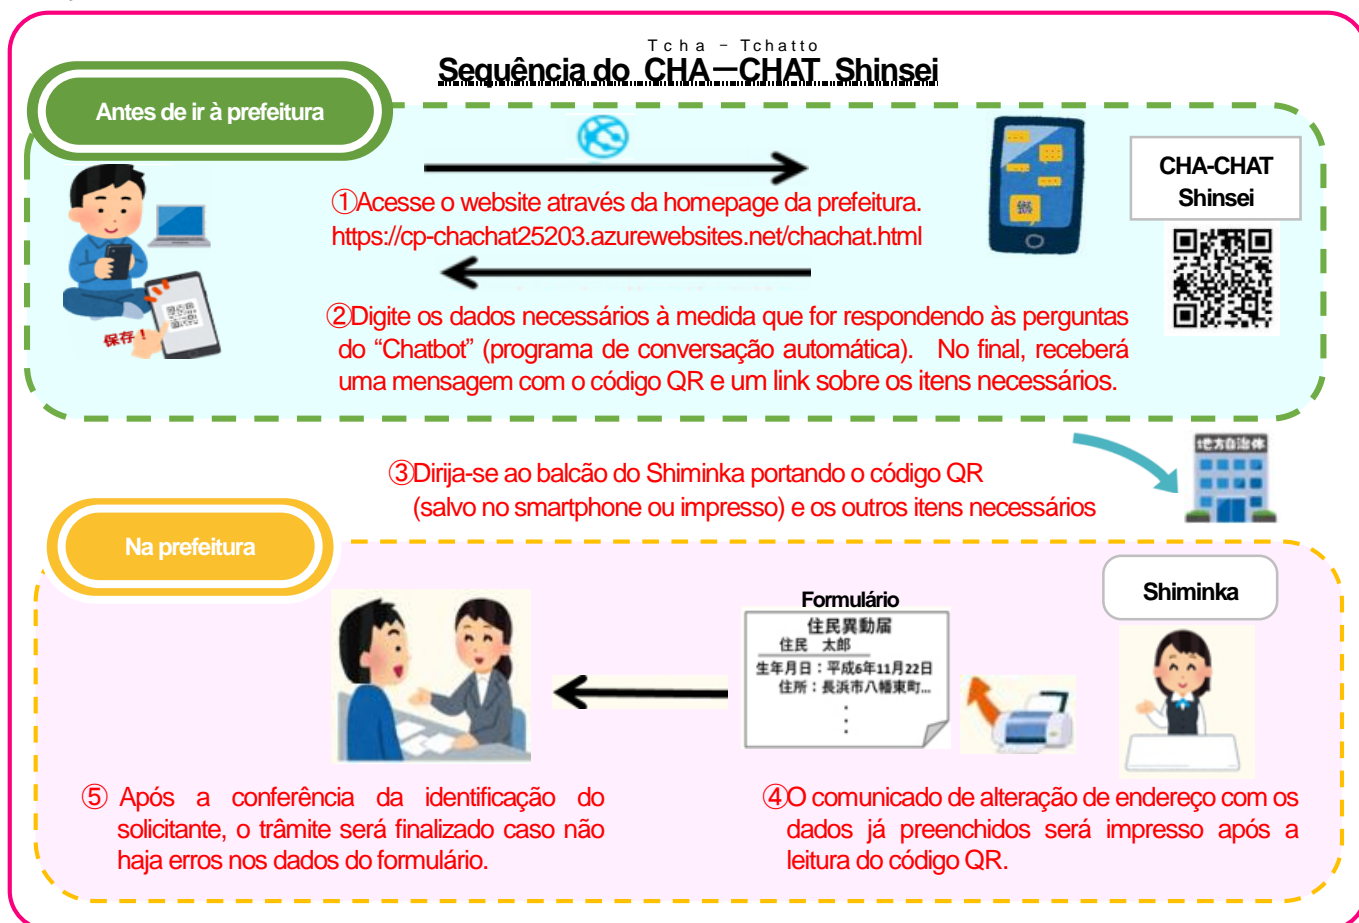 Tcha － Tchatto
Sequência do CHA―CHAT Shinsei
Antes de ir à prefeitura
①Acesse o website através da homepage da prefeitura.
https://cp-chachat25203.azurewebsites.net/chachat.html
CHA-CHAT
Shinsei
保存！
②Digite os dados necessários à medida que for respondendo às perguntas
do “Chatbot” (programa de conversação automática). No final, receberá
uma mensagem com o código QR e um link sobre os itens necessários.
地方自治体
③Dirija-se ao balcão do Shiminka portando o código QR
(salvo no smartphone ou impresso) e os outros itens necessários
Na prefeitura
Shiminka
Formulário
住民異動届
住民 太郎
生年月日：平成6年11月22日
住所：長浜市八幡東町...
⑤ Após a conferência da identificação do
solicitante, o trâmite será finalizado caso não
haja erros nos dados do formulário.
④O comunicado de alteração de endereço com os
dados já preenchidos será impresso após a
leitura do código QR.